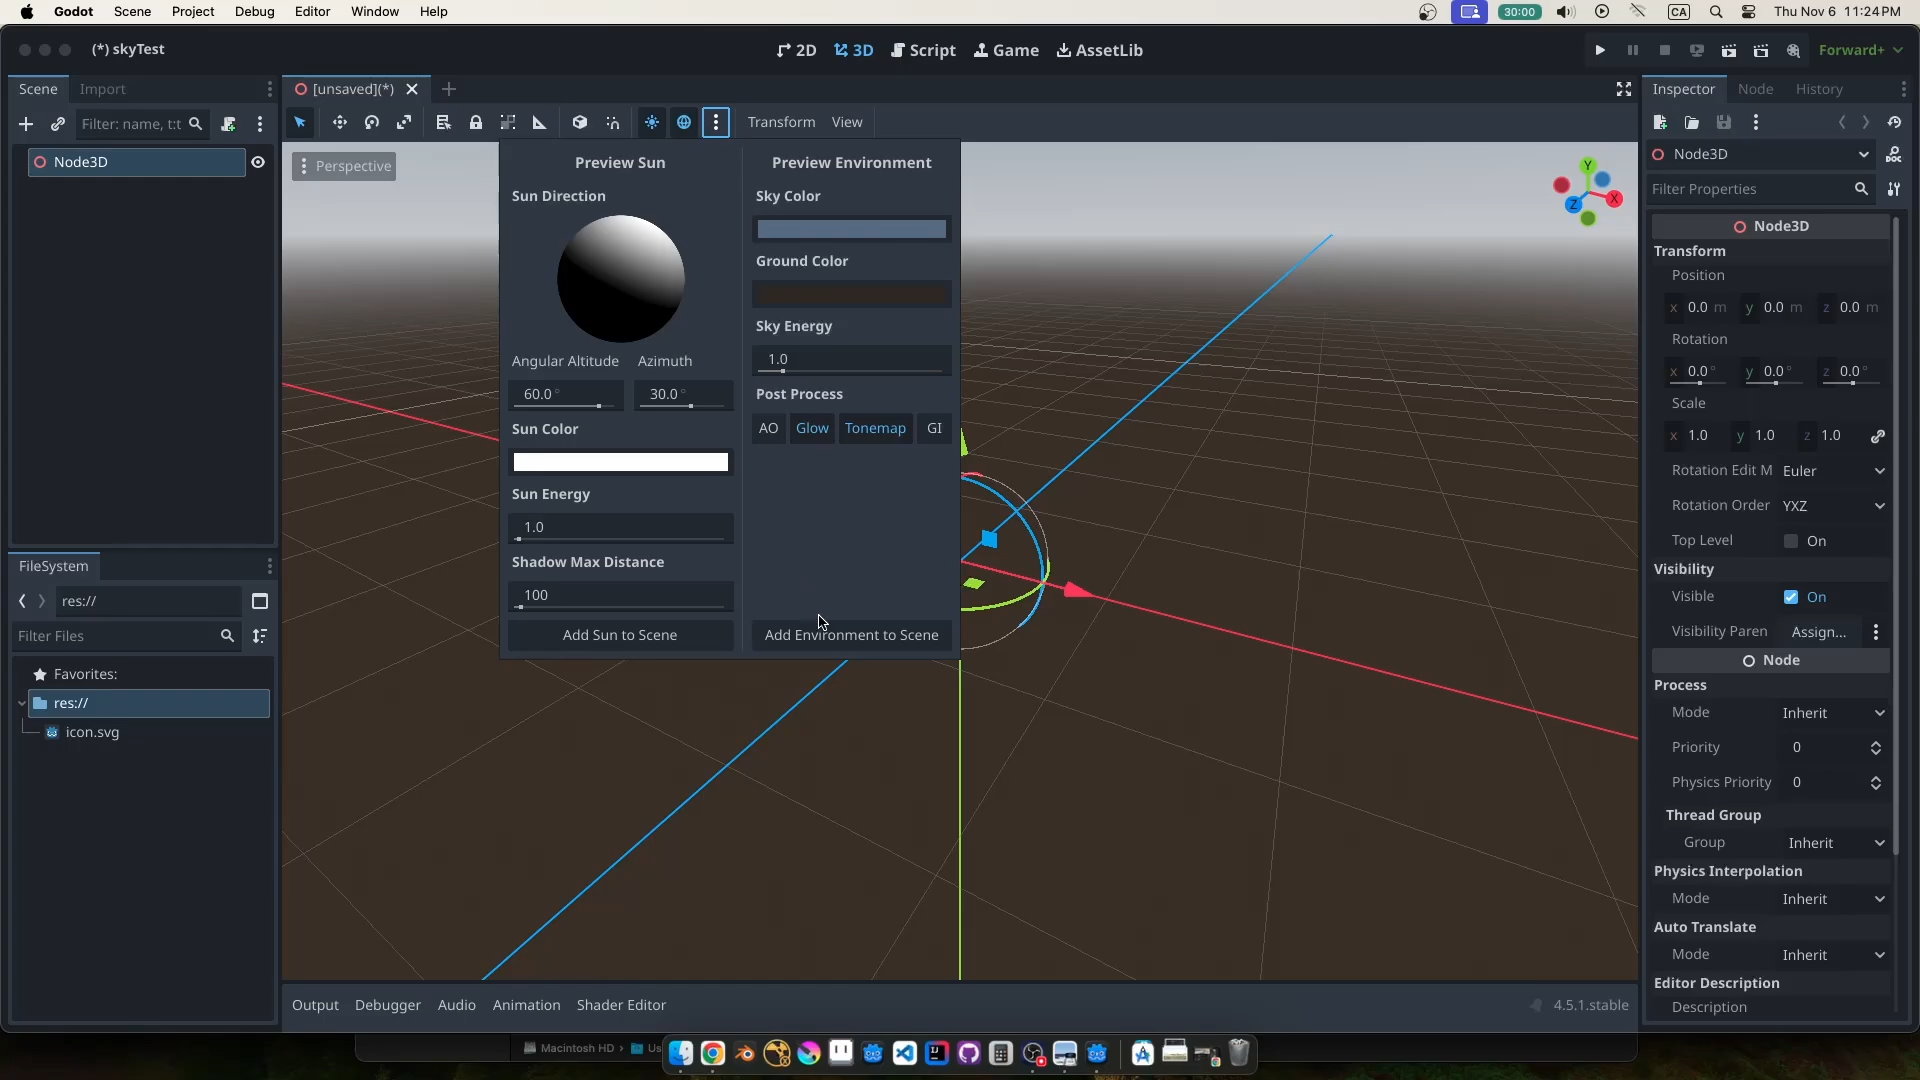 Godot Scene Project Debug Editor Window Help 30:00 CA Thu Nov 6 11:24 PM
(*) skyTest
2D 3D Script Game AssetLib
Forward+
Scene Import
[unsaved](*)
Inspector Node History
Filter: name, t:t
Transform View
Node3D
Perspective
Preview Sun
Sun Direction
Angular Altitude Azimuth
60.0° 30.0°
Sun Color
Sun Energy
1.0
Shadow Max Distance
100
Add Sun to Scene
Preview Environment
Sky Color
Ground Color
Sky Energy
1.0
Post Process
AO Glow Tonemap GI
Add Environment to Scene
Y
X
Z
Node3D
Filter Properties
Node3D
Transform
Position
x 0.0 m y 0.0 m z 0.0 m
Rotation
x 0.0° y 0.0° z 0.0°
Scale
x 1.0 y 1.0 z 1.0
Rotation Edit M Euler
Rotation Order YXZ
Top Level On
Visibility
Visible On
Visibility Paren Assign...
Node
Process
Mode Inherit
Priority 0
Physics Priority 0
Thread Group
Group Inherit
Physics Interpolation
Mode Inherit
Auto Translate
Mode Inherit
Editor Description
Description
FileSystem
res://
Filter Files
Favorites:
res://
icon.svg
Output Debugger Audio Animation Shader Editor
4.5.1.stable
Macintosh HD › Us